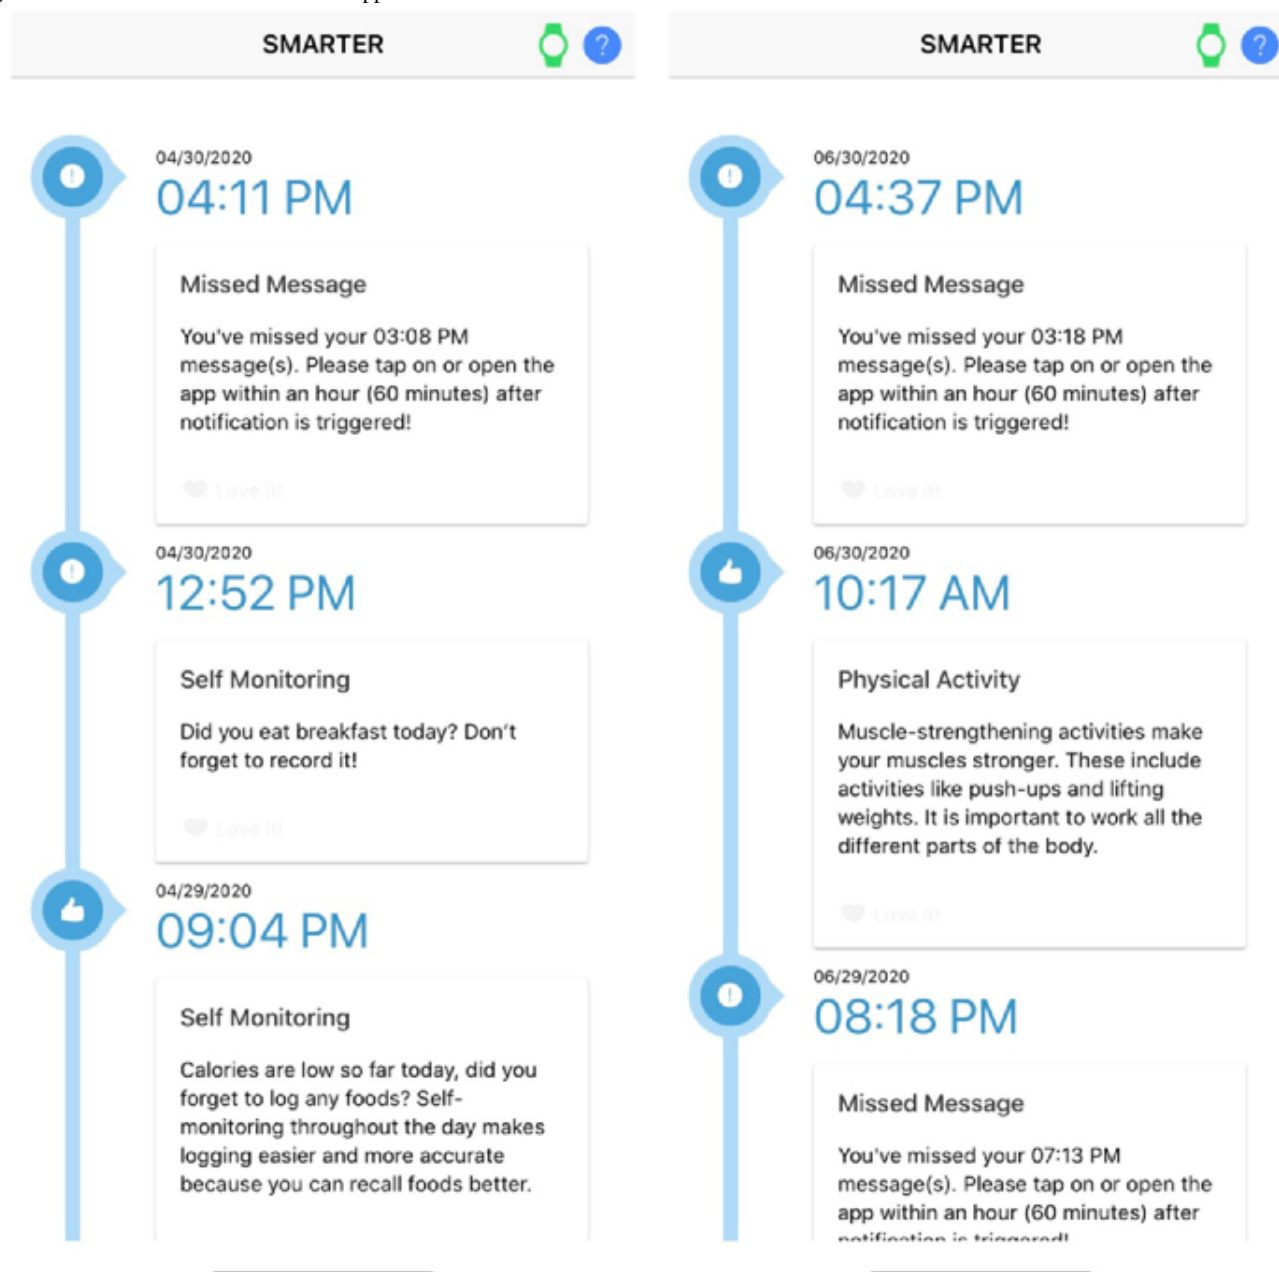 SMARTER
?
04/30/2020
04:11 PM
Missed Message
You've missed your 03:08 PM
message(s). Please tap on or open the
app within an hour (60 minutes) after
notification is triggered!
Love it!
04/30/2020
12:52 PM
Self Monitoring
Did you eat breakfast today? Don't
forget to record it!
Love it!
04/29/2020
09:04 PM
Self Monitoring
Calories are low so far today, did you
forget to log any foods? Self-
monitoring throughout the day makes
logging easier and more accurate
because you can recall foods better.
SMARTER
?
06/30/2020
04:37 PM
Missed Message
You've missed your 03:18 PM
message(s). Please tap on or open the
app within an hour (60 minutes) after
notification is triggered!
Love it!
06/30/2020
10:17 AM
Physical Activity
Muscle-strengthening activities make
your muscles stronger. These include
activities like push-ups and lifting
weights. It is important to work all the
different parts of the body.
Love it!
06/29/2020
08:18 PM
Missed Message
You've missed your 07:13 PM
message(s). Please tap on or open the
app within an hour (60 minutes) after
notification is triggered!